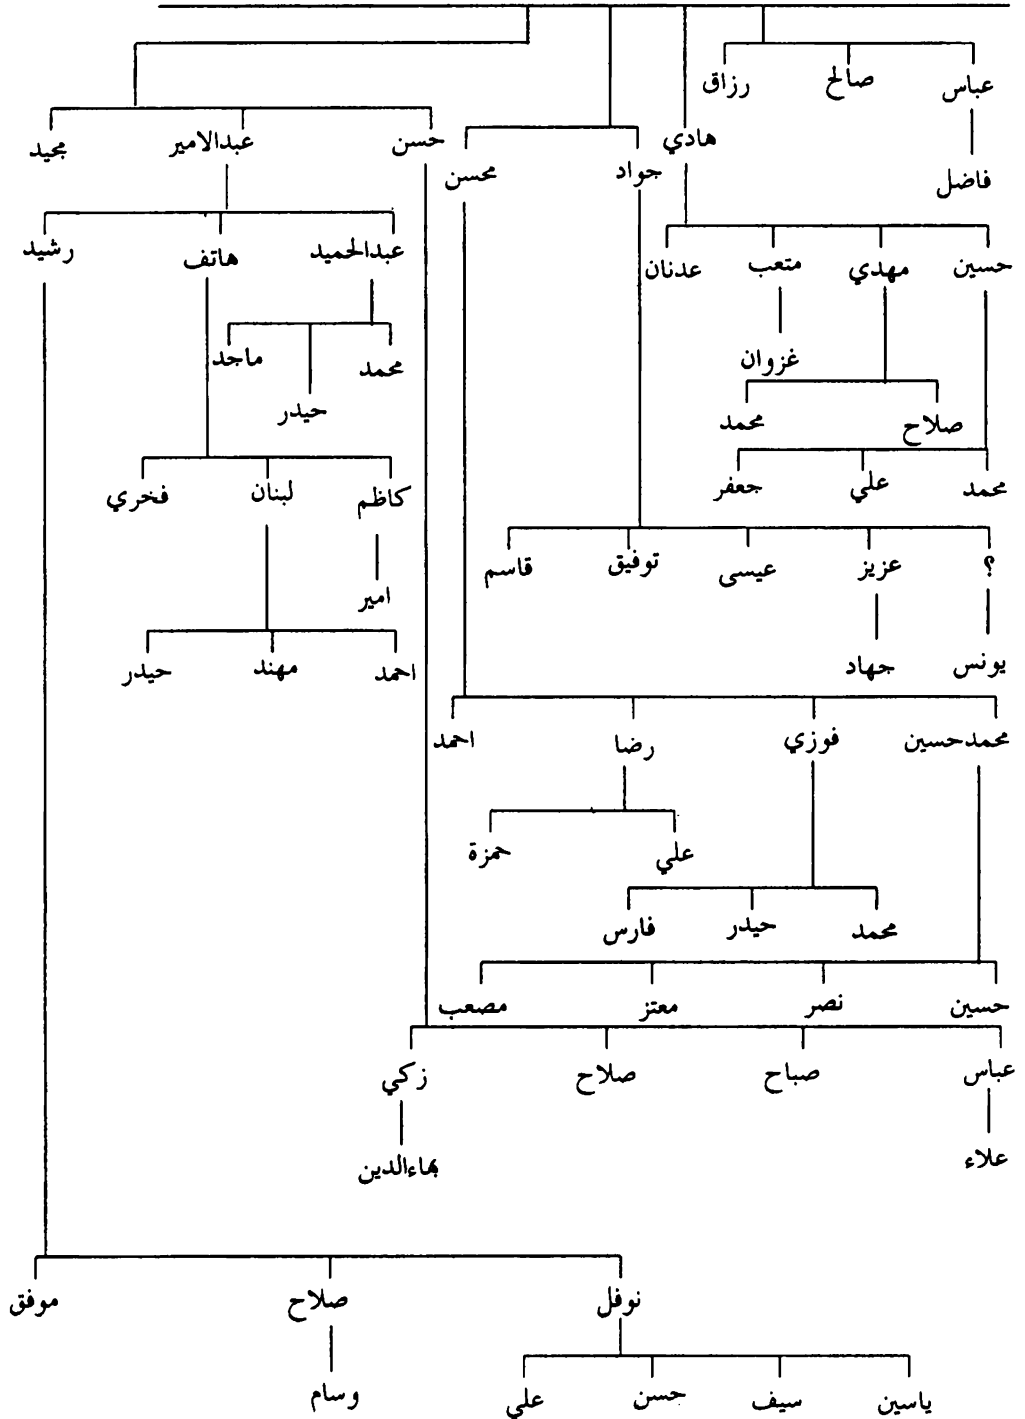 عباس صالح رزاق
فاضل
هادي
جواد محسن
حسن عبدالامير مجيد
حسين مهدي متعب عدنان
عبدالحميد هاتف رشيد
غزوان
صلاح محمد
محمد حيدر ماجد
محمد علي جعفر
كاظم لبنان فخري
امير
؟ عزيز عيسى توفيق قاسم
يونس جهاد
احمد مهند حيدر
محمدحسين فوزي رضا احمد
علي حمزة
محمد حيدر فارس
حسين نصر معتز مصعب
عباس صباح صلاح زكي
علاء بهاءالدين
نوفل صلاح موفق
ياسين سيف حسن علي وسام